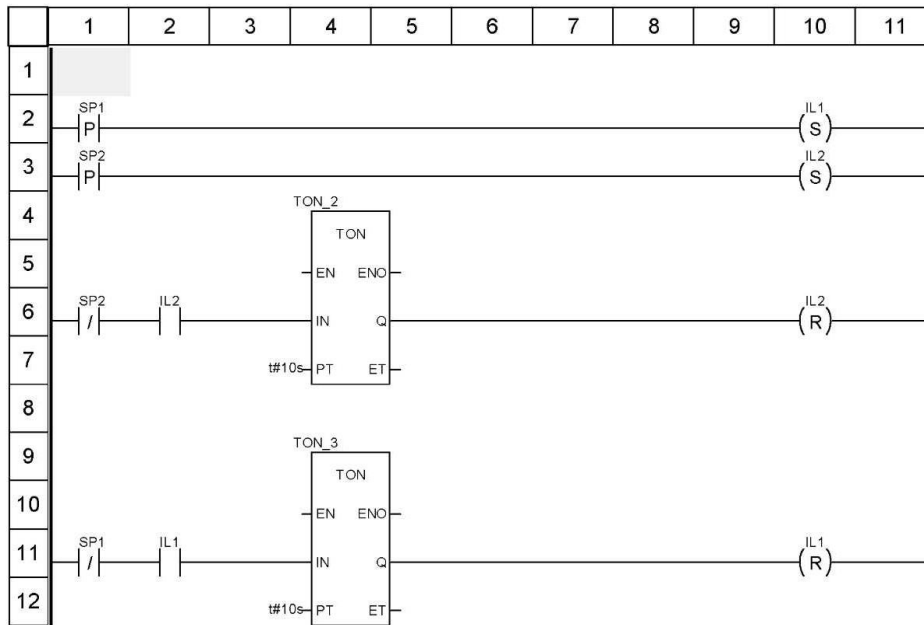 1 2 3 4 5 6 7 8 9 10 11
1
SP1 IL1
2 P S
SP2 IL2
3 P S
TON_2
4 TON
5 EN ENO
SP2 IL2 IL2
6 / IN Q R
7 t#10s PT ET
8
TON_3
9 TON
10 EN ENO
SP1 IL1 IL1
11 / IN Q R
12 t#10s PT ET